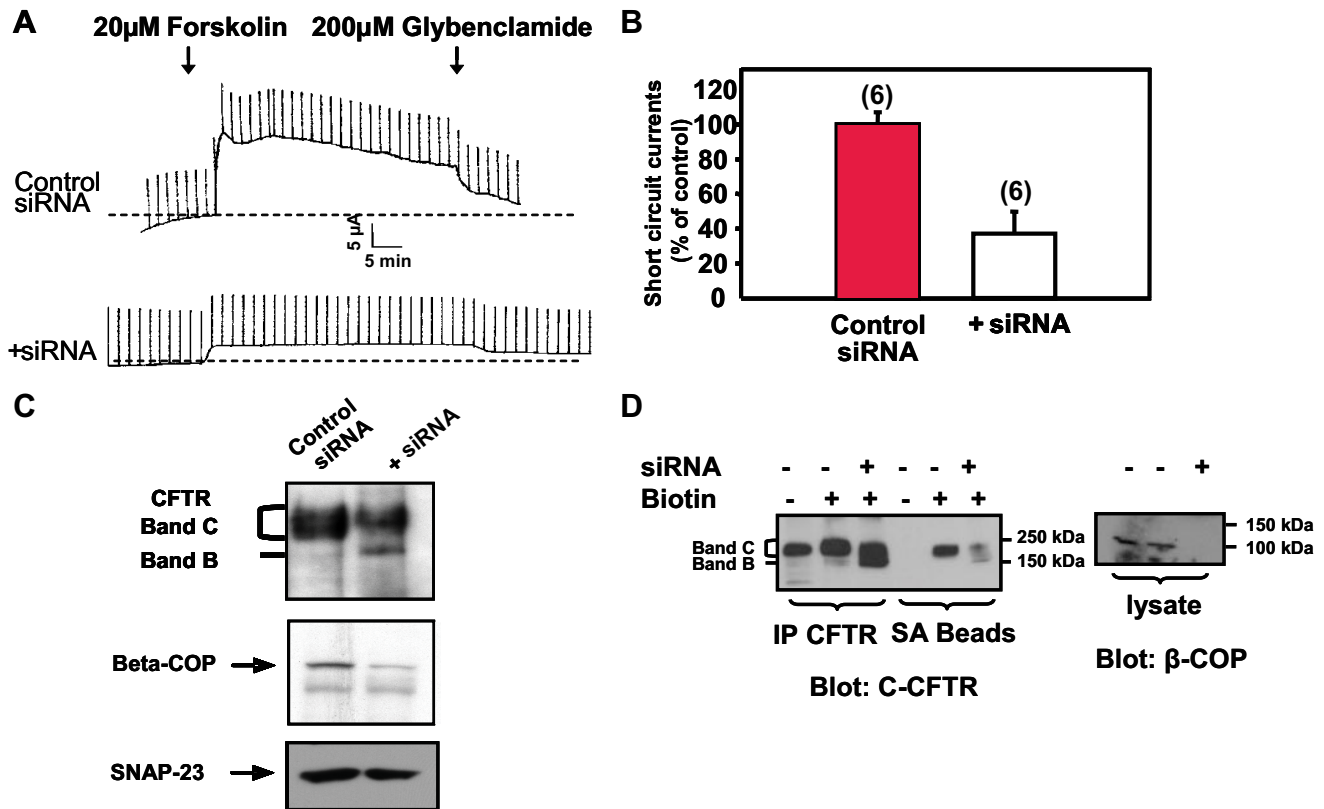 A
20µM Forskolin
200µM Glybenclamide
Control
siRNA
5 µA
5 min
+siRNA
B
Short circuit currents
(% of control)
120
100
80
60
40
20
0
(6)
(6)
Control
siRNA
+ siRNA
C
Control
siRNA
+ siRNA
CFTR
Band C
Band B
Beta-COP
SNAP-23
D
siRNA - - + - - + - - +
Biotin - + + - + +
Band C
Band B
250 kDa
150 kDa
150 kDa
100 kDa
IP CFTR
SA Beads
lysate
Blot: C-CFTR
Blot: β-COP